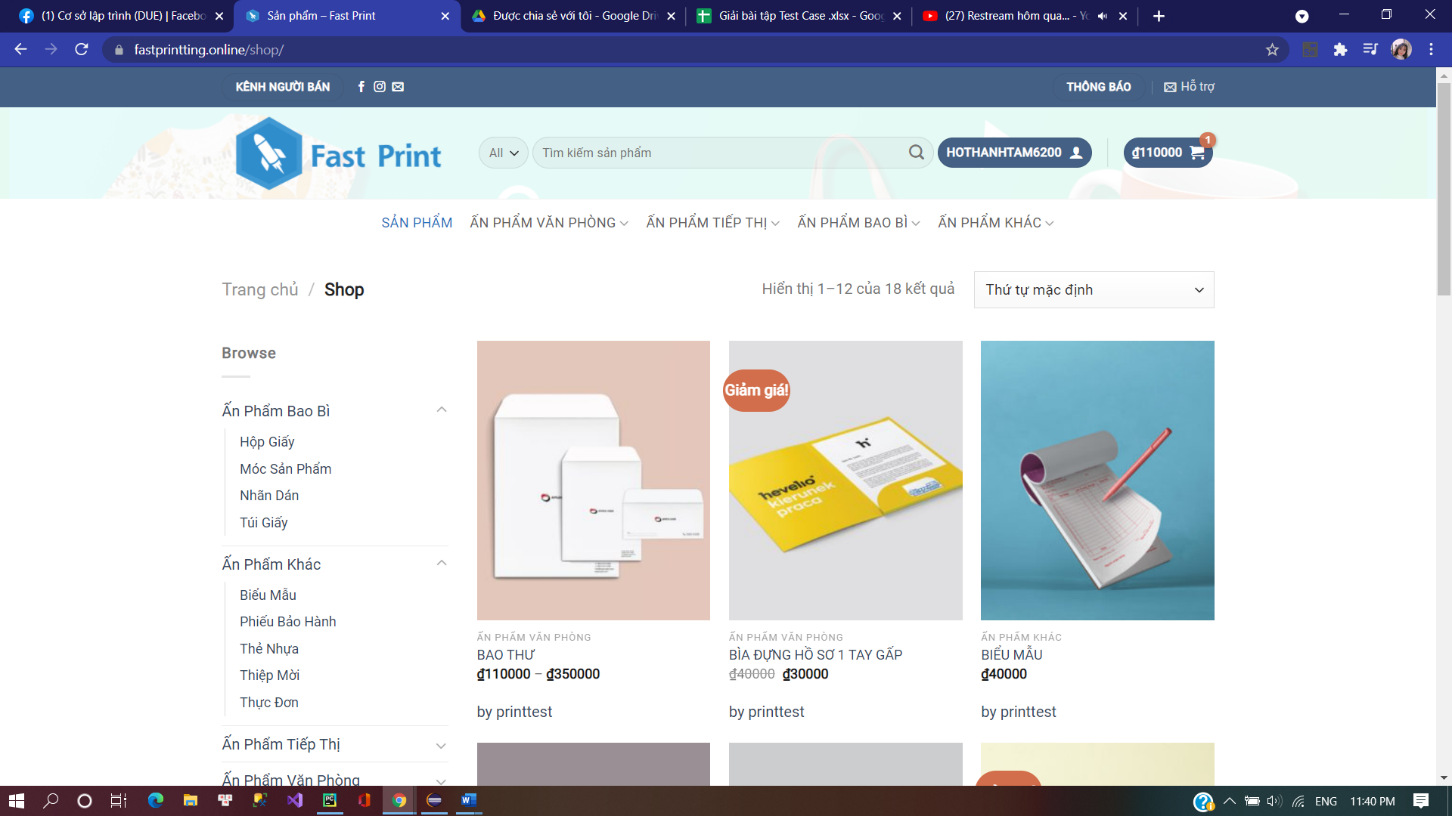 (1) Cơ sở lập trình (DUE) | Facebo
Sản phẩm – Fast Print
Được chia sẻ với tôi - Google Dri
Giải bài tập Test Case .xlsx - Goog
(27) Restream hôm qua... - Yo
fastprintting.online/shop/
KÊNH NGƯỜI BÁN
THÔNG BÁO
Hỗ trợ
Fast Print
All
Tìm kiếm sản phẩm
HOTHANHTAM6200
₫110000
1
SẢN PHẨM
ẤN PHẨM VĂN PHÒNG
ẤN PHẨM TIẾP THỊ
ẤN PHẨM BAO BÌ
ẤN PHẨM KHÁC
Trang chủ / Shop
Hiển thị 1–12 của 18 kết quả
Thứ tự mặc định
Browse
Ấn Phẩm Bao Bì
Hộp Giấy
Móc Sản Phẩm
Nhãn Dán
Túi Giấy
Ấn Phẩm Khác
Biểu Mẫu
Phiếu Bảo Hành
Thẻ Nhựa
Thiệp Mời
Thực Đơn
Ấn Phẩm Tiếp Thị
Ấn Phẩm Văn Phòng
ẤN PHẨM VĂN PHÒNG
BAO THƯ
₫110000 – ₫350000
by printtest
Giảm giá!
hevelio
kierunek
praca
ẤN PHẨM VĂN PHÒNG
BÌA ĐỰNG HỒ SƠ 1 TAY GẤP
₫40000 ₫30000
by printtest
ẤN PHẨM KHÁC
BIỂU MẪU
₫40000
by printtest
ENG
11:40 PM